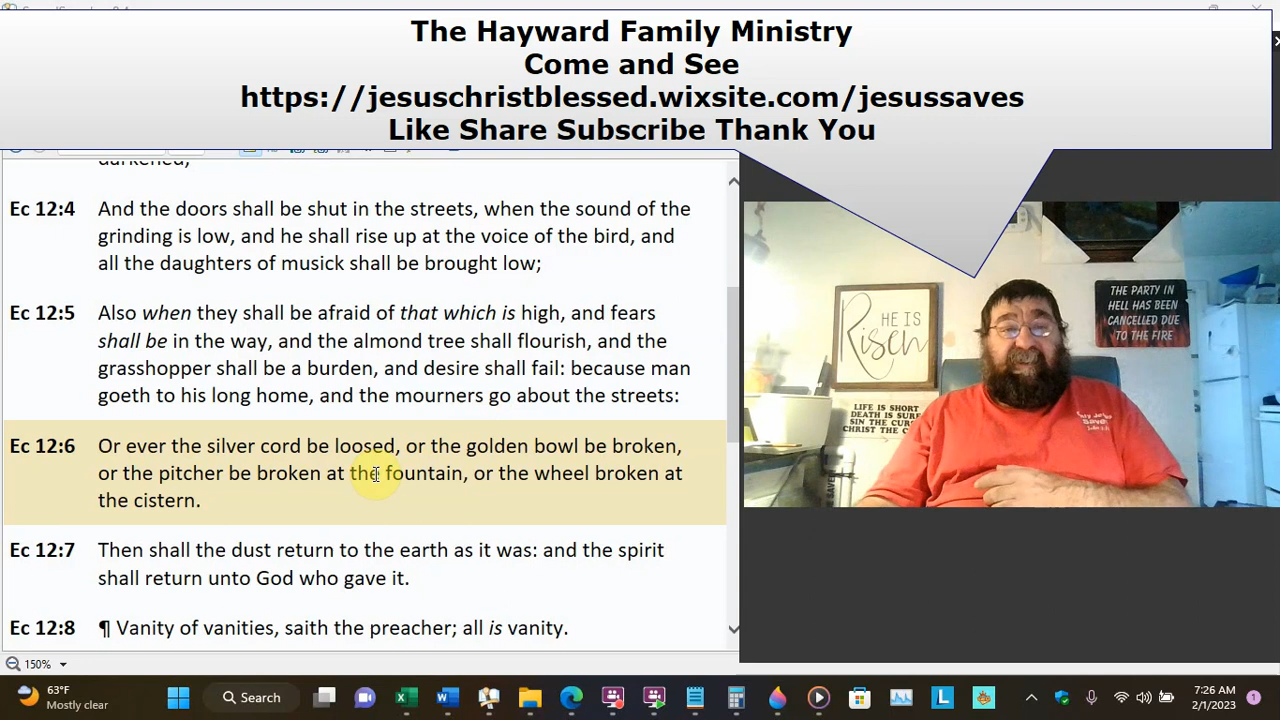 The Hayward Family Ministry
Come and See
https://jesuschristblessed.wixsite.com/jesussaves
Like Share Subscribe Thank You
darkened;
Ec 12:4 And the doors shall be shut in the streets, when the sound of the
grinding is low, and he shall rise up at the voice of the bird, and
all the daughters of musick shall be brought low;
Ec 12:5 Also when they shall be afraid of that which is high, and fears
shall be in the way, and the almond tree shall flourish, and the
grasshopper shall be a burden, and desire shall fail: because man
goeth to his long home, and the mourners go about the streets:
Ec 12:6 Or ever the silver cord be loosed, or the golden bowl be broken,
or the pitcher be broken at the fountain, or the wheel broken at
the cistern.
Ec 12:7 Then shall the dust return to the earth as it was: and the spirit
shall return unto God who gave it.
Ec 12:8 ¶ Vanity of vanities, saith the preacher; all is vanity.
HE IS
Risen
THE PARTY IN
HELL HAS BEEN
CANCELLED DUE
TO THE FIRE
LIFE IS SHORT
DEATH IS SURE
SIN THE CURSE
CHRIST THE
150%
63°F
Mostly clear
Search
7:26 AM
2/1/2023
1